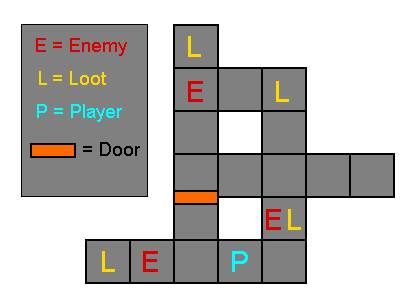 E = Enemy
L = Loot
P = Player
= Door
L
E
L
E L
L
E
P